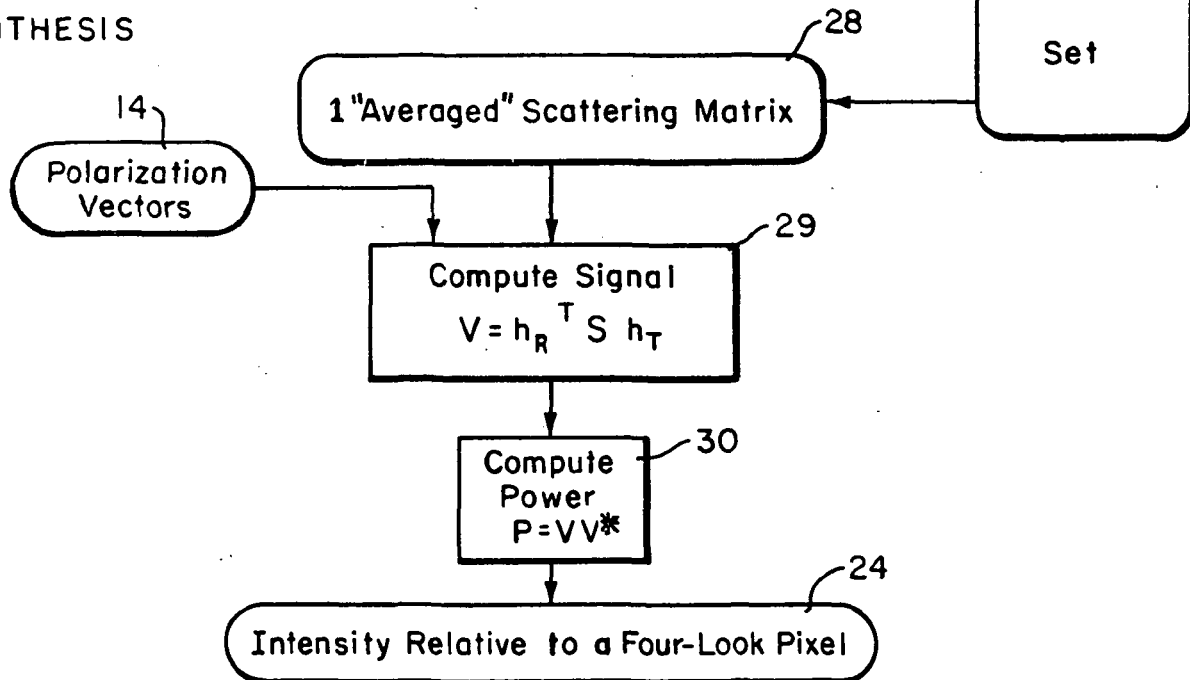 THESIS
28
Set
1 "Averaged" Scattering Matrix
14
Polarization
Vectors
29
Compute Signal
V = h_R^T S h_T
30
Compute
Power
P=VV*
24
Intensity Relative to a Four-Look Pixel